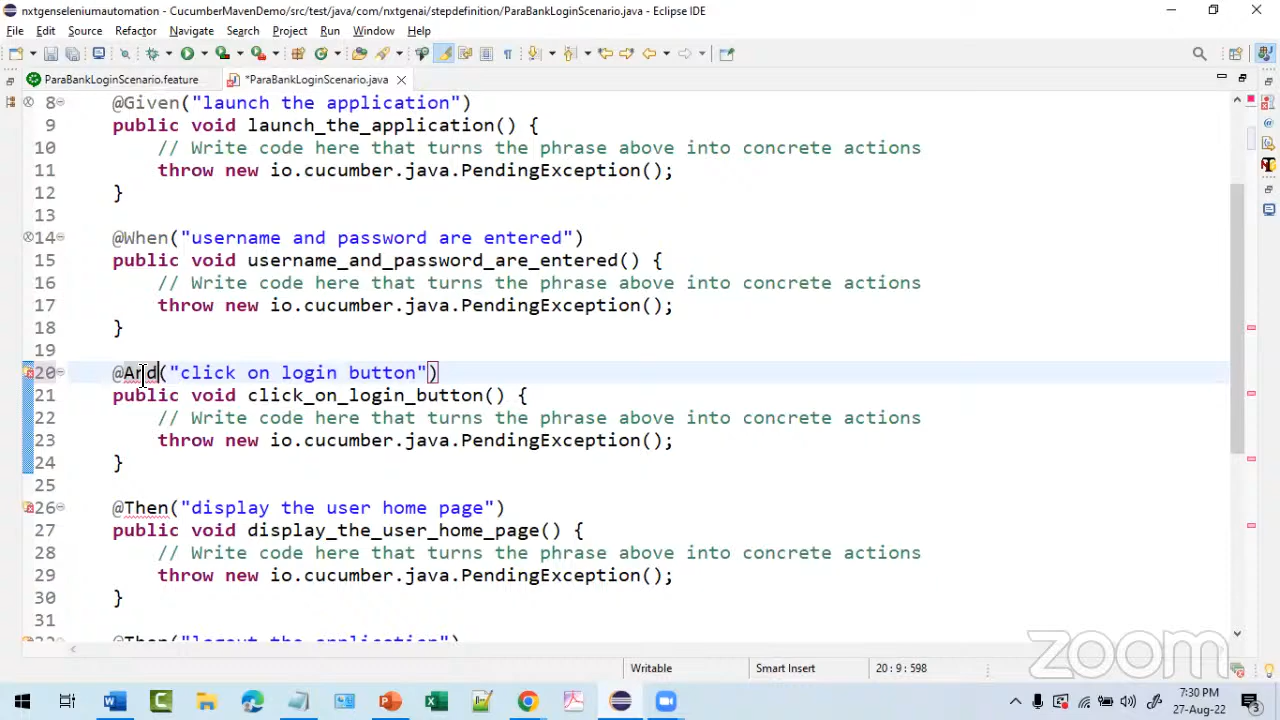 nxtgenseleniumautomation - CucumberMavenDemo/src/test/java/com/nxtgenai/stepdefinition/ParaBankLoginScenario.java - Eclipse IDE
File Edit Source Refactor Navigate Search Project Run Window Help
ParaBankLoginScenario.feature *ParaBankLoginScenario.java
8 @Given("launch the application")
9 public void launch_the_application() {
10 // Write code here that turns the phrase above into concrete actions
11 throw new io.cucumber.java.PendingException();
12 }
13
14 @When("username and password are entered")
15 public void username_and_password_are_entered() {
16 // Write code here that turns the phrase above into concrete actions
17 throw new io.cucumber.java.PendingException();
18 }
19
20 @And("click on login button")
21 public void click_on_login_button() {
22 // Write code here that turns the phrase above into concrete actions
23 throw new io.cucumber.java.PendingException();
24 }
25
26 @Then("display the user home page")
27 public void display_the_user_home_page() {
28 // Write code here that turns the phrase above into concrete actions
29 throw new io.cucumber.java.PendingException();
30 }
31
@Then("logout the application")
zoom
Writable Smart Insert 20 : 9 : 598
7:30 PM
27-Aug-22
3